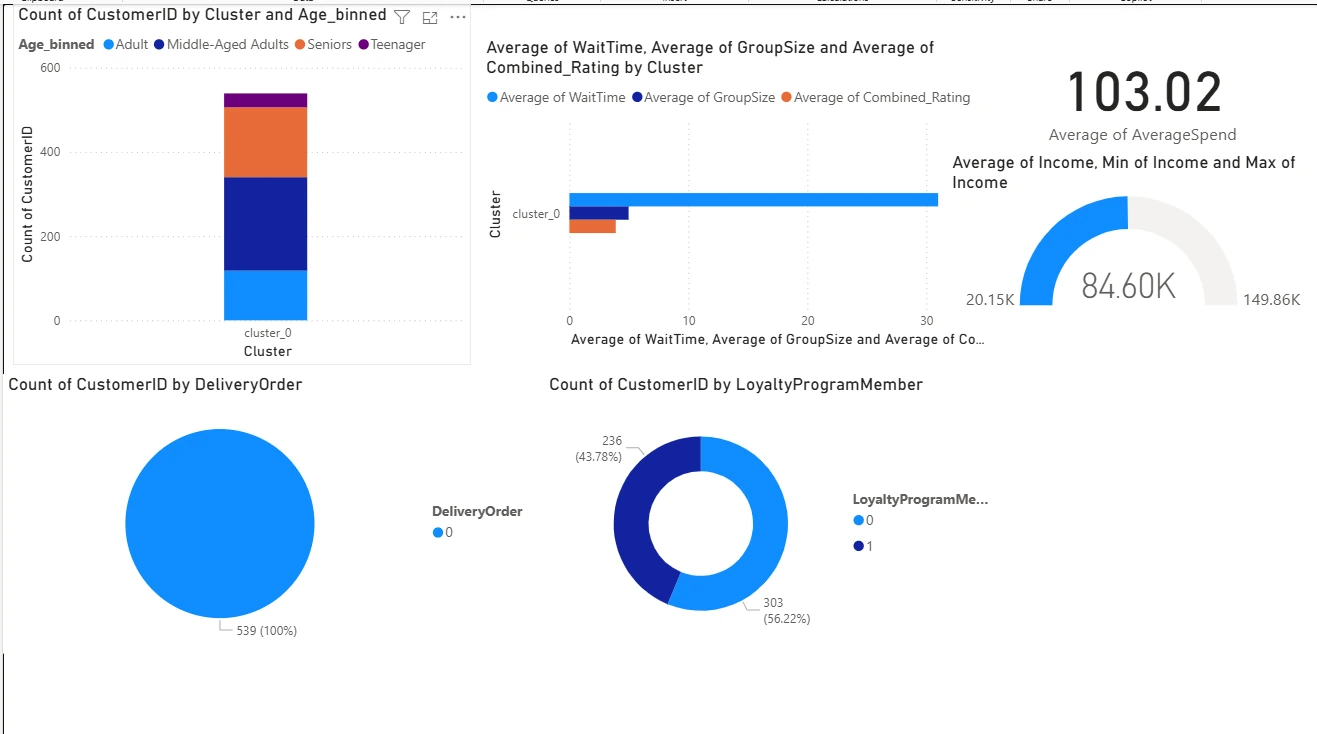 Count of CustomerID by Cluster and Age_binned
Age_binned Adult Middle-Aged Adults Seniors Teenager
Count of CustomerID
600
400
200
0
cluster_0
Cluster
Average of WaitTime, Average of GroupSize and Average of
Combined_Rating by Cluster
Average of WaitTime Average of GroupSize Average of Combined_Rating
Cluster
cluster_0
0 10 20 30
Average of WaitTime, Average of GroupSize and Average of Co...
103.02
Average of AverageSpend
Average of Income, Min of Income and Max of
Income
84.60K
20.15K 149.86K
Count of CustomerID by DeliveryOrder
539 (100%)
DeliveryOrder
0
Count of CustomerID by LoyaltyProgramMember
236
(43.78%)
303
(56.22%)
LoyaltyProgramMe...
0
1